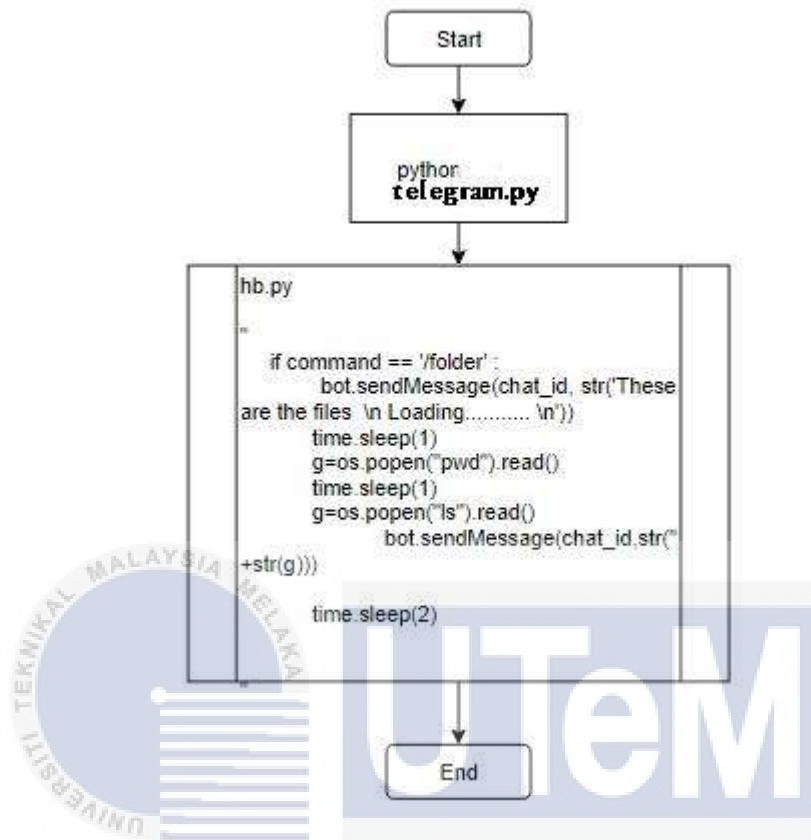 Start
python
telegram.py
hb.py
"
if command == '/folder' :
bot.sendMessage(chat_id, str('These
are the files \n Loading........... \n'))
time.sleep(1)
g=os.popen("pwd").read()
time.sleep(1)
g=os.popen("ls").read()
bot.sendMessage(chat_id,str("
+str(g)))
time.sleep(2)
"
End
UNIVERSITI TEKNIKAL MALAYSIA MELAKA
UTeM